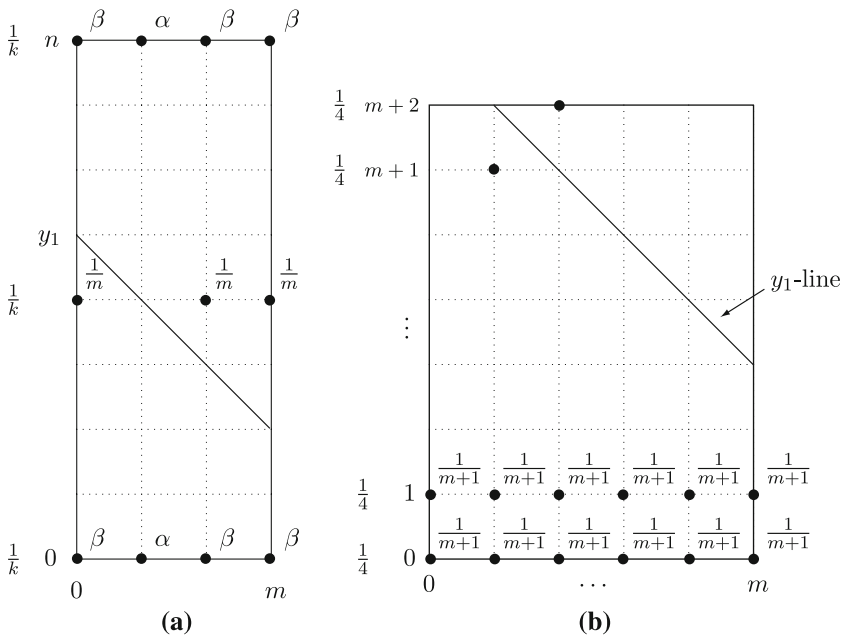 β α β β
1/k n
y₁
1/m 1/m 1/m
1/k
β α β β
1/k 0
0 m
(a)
1/4 m + 2
1/4 m + 1
y₁-line
⋮
1/(m+1) 1/(m+1) 1/(m+1) 1/(m+1) 1/(m+1) 1/(m+1)
1/4 1
1/(m+1) 1/(m+1) 1/(m+1) 1/(m+1) 1/(m+1) 1/(m+1)
1/4 0
0 ⋯ m
(b)